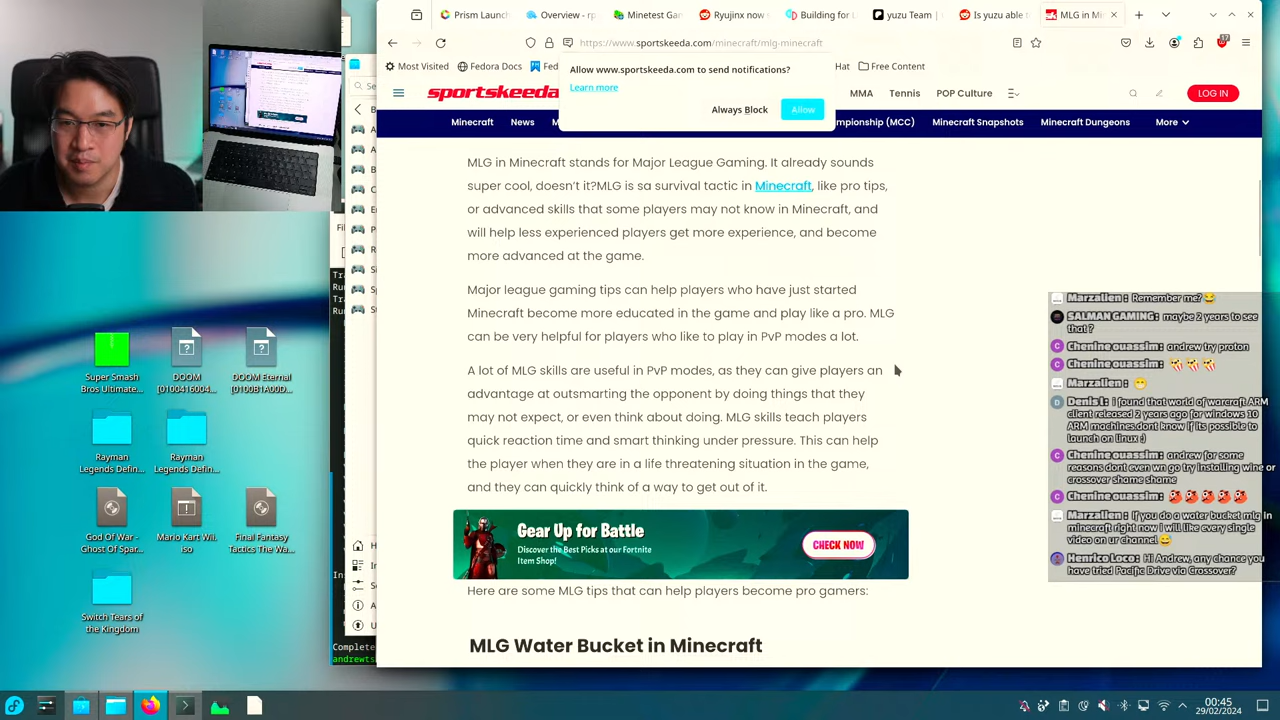 Prism Launch
Overview - rp
Minetest Gan
Ryujinx now s
Building for L
yuzu Team |
Is yuzu able t
MLG in Mi
https://www.sportskeeda.com/minecraft/mlg-minecraft
17
Most Visited
Fedora Docs
Fed
Hat
Free Content
Allow www.sportskeeda.com to send notifications?
Learn more
Always Block
Allow
sportskeeda
MMA
Tennis
POP Culture
LOG IN
Minecraft
News
M
mpionship (MCC)
Minecraft Snapshots
Minecraft Dungeons
More
MLG in Minecraft stands for Major League Gaming. It already sounds
super cool, doesn't it?MLG is sa survival tactic in Minecraft, like pro tips,
or advanced skills that some players may not know in Minecraft, and
will help less experienced players get more experience, and become
more advanced at the game.
Major league gaming tips can help players who have just started
Minecraft become more educated in the game and play like a pro. MLG
can be very helpful for players who like to play in PvP modes a lot.
A lot of MLG skills are useful in PvP modes, as they can give players an
advantage at outsmarting the opponent by doing things that they
may not expect, or even think about doing. MLG skills teach players
quick reaction time and smart thinking under pressure. This can help
the player when they are in a life threatening situation in the game,
and they can quickly think of a way to get out of it.
Gear Up for Battle
Discover the Best Picks at our Fortnite
Item Shop!
CHECK NOW
Here are some MLG tips that can help players become pro gamers:
MLG Water Bucket in Minecraft
Marzalien : Remember me?
SALMAN GAMING: maybe 2 years to see
that ?
Chenine ouassim: andrew try proton
Chenine ouassim:
Marzalien :
Denis I: i found that world of warcraft ARM
client released 2 years ago for windows 10
ARM machines.dont know if its possible to
launch on linux :)
Chenine ouassim: andrew for some
reasons dont even wn go try installing wine or
crossover shame shame
Chenine ouassim:
Marzalien : If you do a water bucket mlg in
minecraft right now I will like every single
video on ur channel
Henrico Loco: Hi Andrew, any chance you
have tried Pacific Drive via Crossover?
Super Smash
Bros Ultimate...
DOOM
[0100416004...
DOOM Eternal
[0100B1A00D...
Rayman
Legends Defin...
Rayman
Legends Defin...
God Of War -
Ghost Of Spar...
Mario Kart Wii.
iso
Final Fantasy
Tactics The Wa...
Switch Tears of
the Kingdom
Se
Fil
Tra
Run
Run
Ins
Complete
andrewts
00:45
29/02/2024